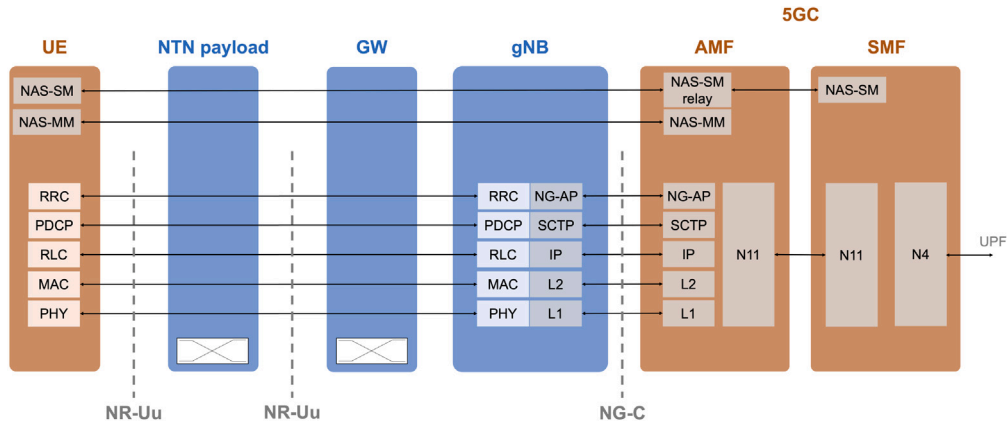 5GC
UE NTN payload GW gNB AMF SMF
NAS-SM NAS-SM relay NAS-SM
NAS-MM NAS-MM
RRC RRC NG-AP NG-AP
PDCP PDCP SCTP SCTP
RLC RLC IP IP N11 N11 N4 UPF
MAC MAC L2 L2
PHY PHY L1 L1
NR-Uu NR-Uu NG-C